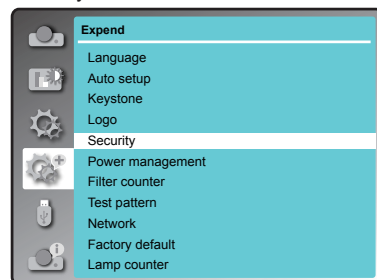 Expend
Language
Auto setup
Keystone
Logo
Security
Power management
Filter counter
Test pattern
Network
Factory default
Lamp counter